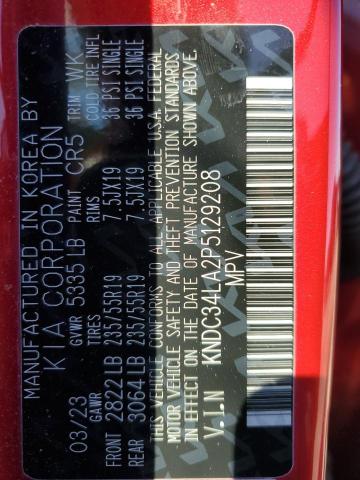 MANUFACTURED IN KOREA BY
KIA CORPORATION
03/23 GVWR 5335 LB PAINT CR5 TRIM WK
GAWR TIRES RIMS COLD TIRE INFL
FRONT 2822 LB 235/55R19 7.5JX19 36 PSI SINGLE
REAR 3064 LB 235/55R19 7.5JX19 36 PSI SINGLE
THIS VEHICLE CONFORMS TO ALL APPLICABLE U.S.A. FEDERAL
MOTOR VEHICLE SAFETY AND THEFT PREVENTION STANDARDS
IN EFFECT ON THE DATE OF MANUFACTURE SHOWN ABOVE.
V.I.N KNDC34LA2P5129208
MPV